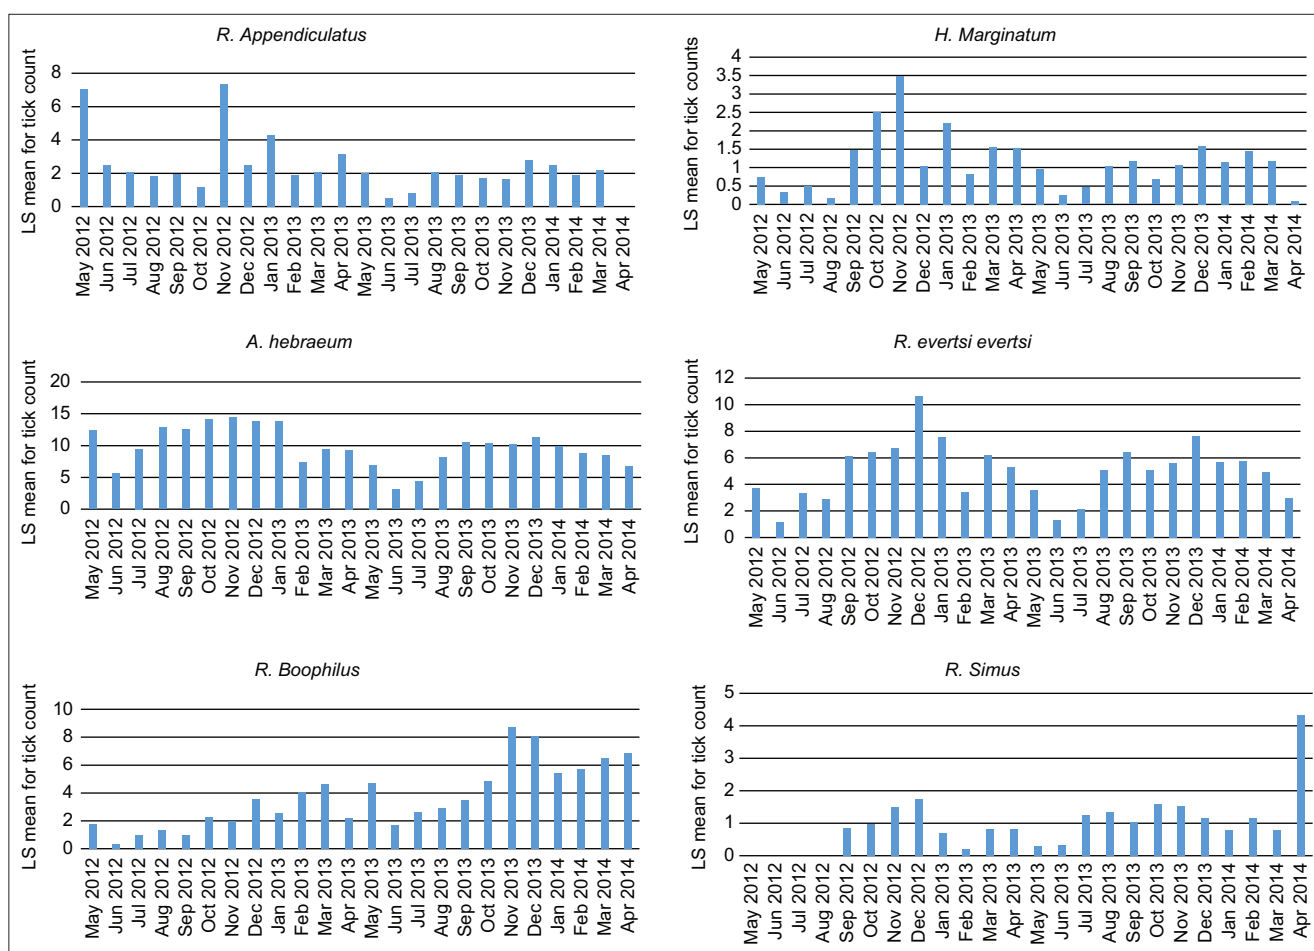 R. Appendiculatus
LS mean for tick count
8
6
4
2
0
May 2012
Jun 2012
Jul 2012
Aug 2012
Sep 2012
Oct 2012
Nov 2012
Dec 2012
Jan 2013
Feb 2013
Mar 2013
Apr 2013
May 2013
Jun 2013
Jul 2013
Aug 2013
Sep 2013
Oct 2013
Nov 2013
Dec 2013
Jan 2014
Feb 2014
Mar 2014
Apr 2014
H. Marginatum
LS mean for tick counts
4
3.5
3
2.5
2
1.5
1
0.5
0
May 2012
Jun 2012
Jul 2012
Aug 2012
Sep 2012
Oct 2012
Nov 2012
Dec 2012
Jan 2013
Feb 2013
Mar 2013
Apr 2013
May 2013
Jun 2013
Jul 2013
Aug 2013
Sep 2013
Oct 2013
Nov 2013
Dec 2013
Jan 2014
Feb 2014
Mar 2014
Apr 2014
A. hebraeum
LS mean for tick count
20
15
10
5
0
May 2012
Jun 2012
Jul 2012
Aug 2012
Sep 2012
Oct 2012
Nov 2012
Dec 2012
Jan 2013
Feb 2013
Mar 2013
Apr 2013
May 2013
Jun 2013
Jul 2013
Aug 2013
Sep 2013
Oct 2013
Nov 2013
Dec 2013
Jan 2014
Feb 2014
Mar 2014
Apr 2014
R. evertsi evertsi
LS mean for tick count
12
10
8
6
4
2
0
May 2012
Jun 2012
Jul 2012
Aug 2012
Sep 2012
Oct 2012
Nov 2012
Dec 2012
Jan 2013
Feb 2013
Mar 2013
Apr 2013
May 2013
Jun 2013
Jul 2013
Aug 2013
Sep 2013
Oct 2013
Nov 2013
Dec 2013
Jan 2014
Feb 2014
Mar 2014
Apr 2014
R. Boophilus
LS mean for tick count
10
8
6
4
2
0
May 2012
Jun 2012
Jul 2012
Aug 2012
Sep 2012
Oct 2012
Nov 2012
Dec 2012
Jan 2013
Feb 2013
Mar 2013
Apr 2013
May 2013
Jun 2013
Jul 2013
Aug 2013
Sep 2013
Oct 2013
Nov 2013
Dec 2013
Jan 2014
Feb 2014
Mar 2014
Apr 2014
R. Simus
LS mean for tick count
5
4
3
2
1
0
May 2012
Jun 2012
Jul 2012
Aug 2012
Sep 2012
Oct 2012
Nov 2012
Dec 2012
Jan 2013
Feb 2013
Mar 2013
Apr 2013
May 2013
Jun 2013
Jul 2013
Aug 2013
Sep 2013
Oct 2013
Nov 2013
Dec 2013
Jan 2014
Feb 2014
Mar 2014
Apr 2014